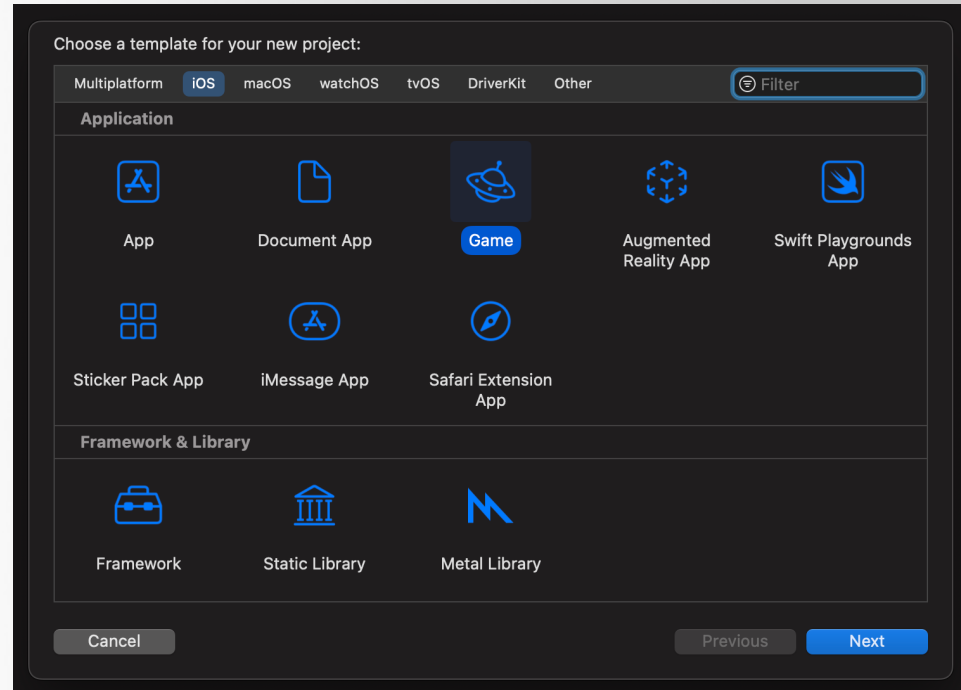 Choose a template for your new project:
Multiplatform iOS macOS watchOS tvOS DriverKit Other Filter
Application
App Document App Game Augmented Reality App Swift Playgrounds App
Sticker Pack App iMessage App Safari Extension App
Framework & Library
Framework Static Library Metal Library
Cancel Previous Next